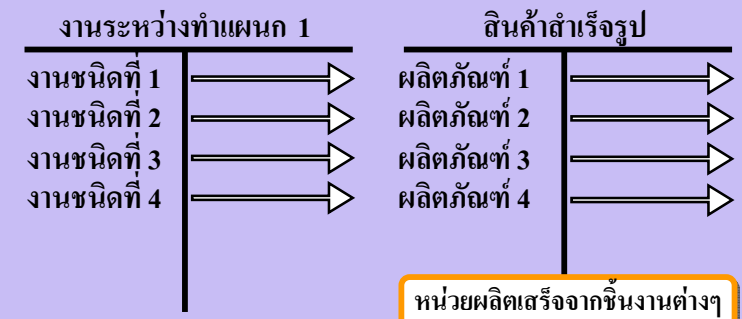 งานระหว่างทำแผนก 1
งานชนิดที่ 1
งานชนิดที่ 2
งานชนิดที่ 3
งานชนิดที่ 4
สินค้าสำเร็จรูป
ผลิตภัณฑ์ 1
ผลิตภัณฑ์ 2
ผลิตภัณฑ์ 3
ผลิตภัณฑ์ 4
หน่วยผลิตเสร็จจากชิ้นงานต่างๆ